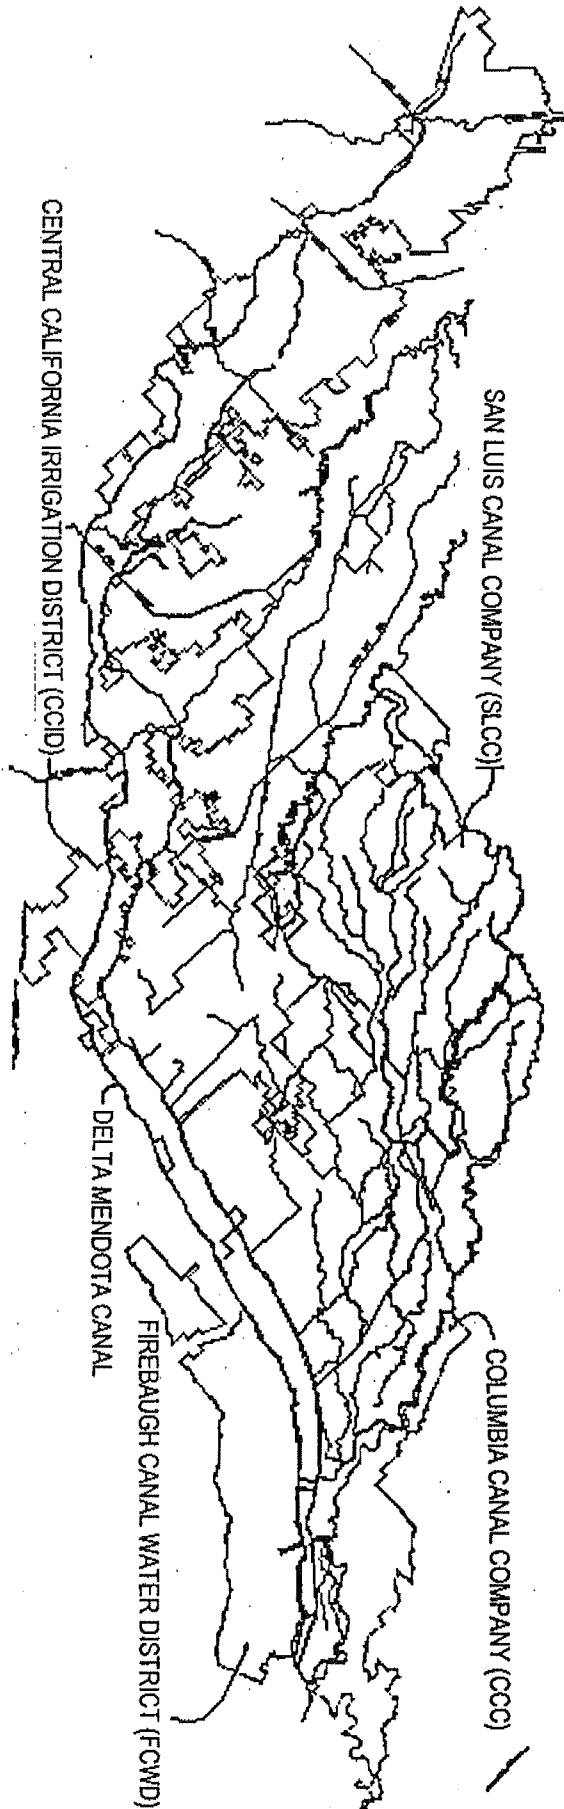 SAN LUIS CANAL COMPANY (SLCC)
COLUMBIA CANAL COMPANY (CCC)
CENTRAL CALIFORNIA IRRIGATION DISTRICT (CCID)
DELTA MENDOTA CANAL
FIREBAUGH CANAL WATER DISTRICT (FCWD)